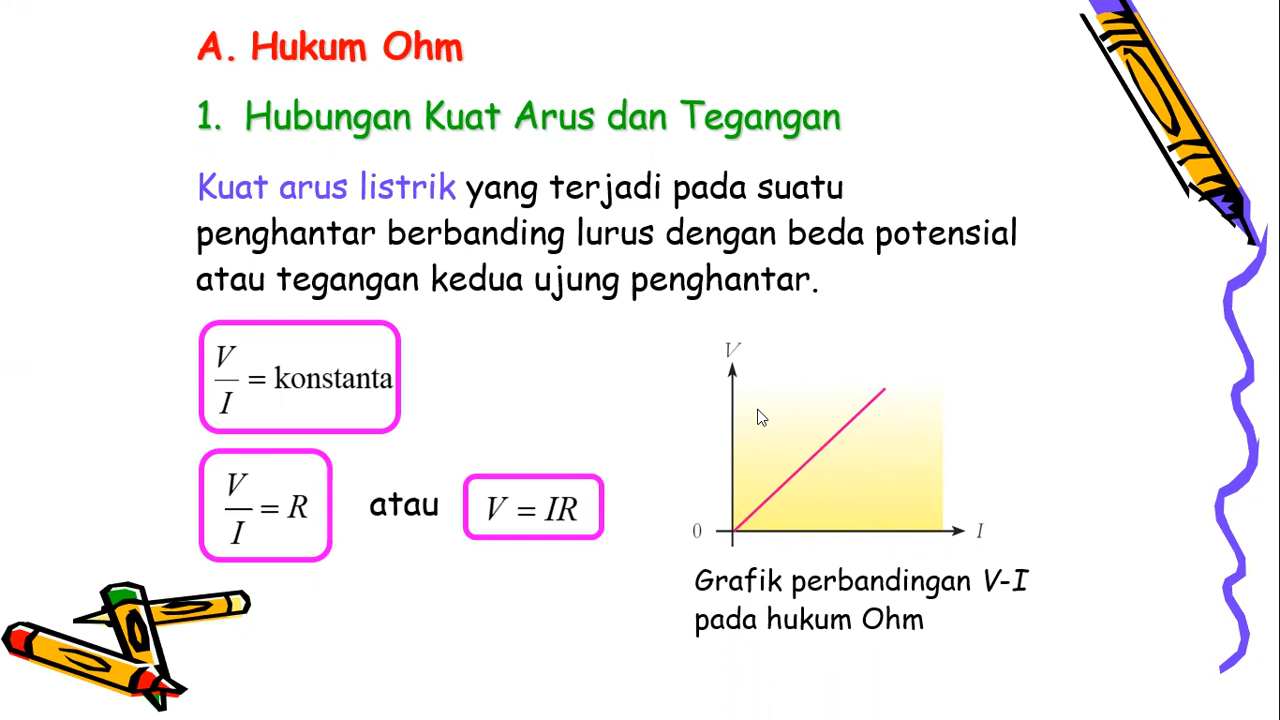 A. Hukum Ohm
1. Hubungan Kuat Arus dan Tegangan
Kuat arus listrik yang terjadi pada suatu
penghantar berbanding lurus dengan beda potensial
atau tegangan kedua ujung penghantar.
V/I = konstanta
V/I = R atau V = IR
V
0 I
Grafik perbandingan V-I
pada hukum Ohm